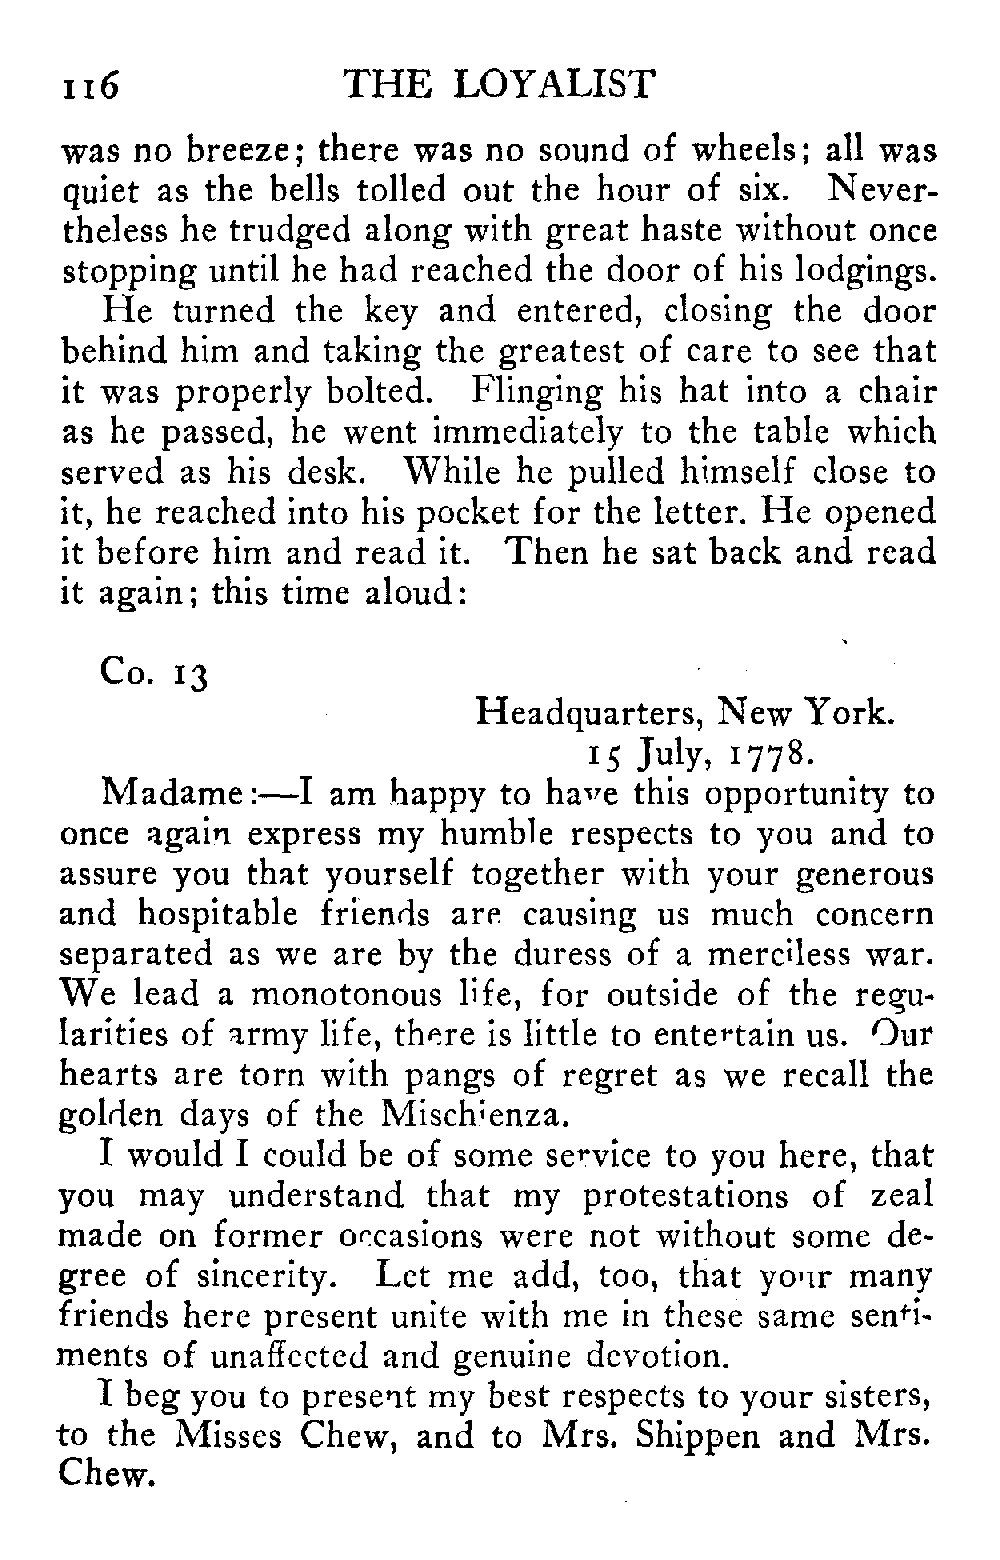 116 THE LOYALIST
was no breeze; there was no sound of wheels; all was
quiet as the bells tolled out the hour of six. Never-
theless he trudged along with great haste without once
stopping until he had reached the door of his lodgings.
He turned the key and entered, closing the door
behind him and taking the greatest of care to see that
it was properly bolted. Flinging his hat into a chair
as he passed, he went immediately to the table which
served as his desk. While he pulled himself close to
it, he reached into his pocket for the letter. He opened
it before him and read it. Then he sat back and read
it again; this time aloud:
Co. 13
Headquarters, New York.
15 July, 1778.
Madame:—I am happy to have this opportunity to
once again express my humble respects to you and to
assure you that yourself together with your generous
and hospitable friends are causing us much concern
separated as we are by the duress of a merciless war.
We lead a monotonous life, for outside of the regu-
larities of army life, there is little to entertain us. Our
hearts are torn with pangs of regret as we recall the
golden days of the Mischienza.
I would I could be of some service to you here, that
you may understand that my protestations of zeal
made on former occasions were not without some de-
gree of sincerity. Let me add, too, that your many
friends here present unite with me in these same senti-
ments of unaffected and genuine devotion.
I beg you to present my best respects to your sisters,
to the Misses Chew, and to Mrs. Shippen and Mrs.
Chew.